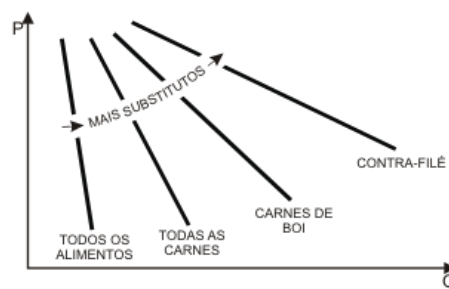 P
MAIS SUBSTITUTOS
CONTRA-FILÉ
CARNES DE
BOI
TODAS AS
CARNES
TODOS OS
ALIMENTOS